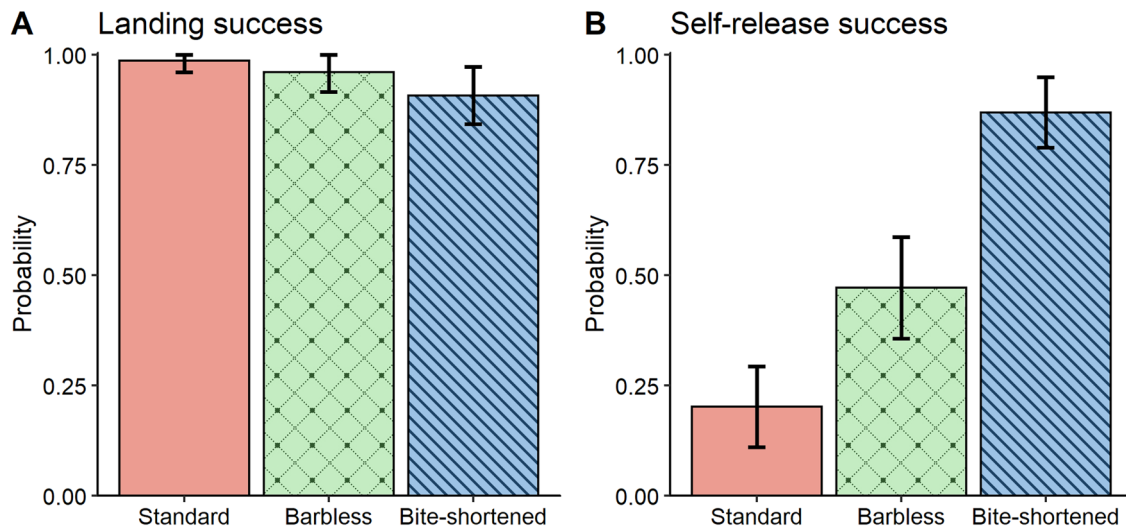 A Landing success
Probability
1.00
0.75
0.50
0.25
0.00
Standard Barbless Bite-shortened
B Self-release success
Probability
1.00
0.75
0.50
0.25
0.00
Standard Barbless Bite-shortened